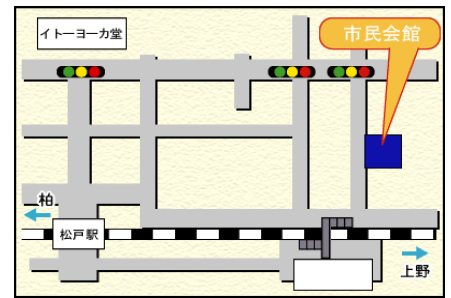 イトーヨーカ堂
市民会館
柏
松戸駅
上野